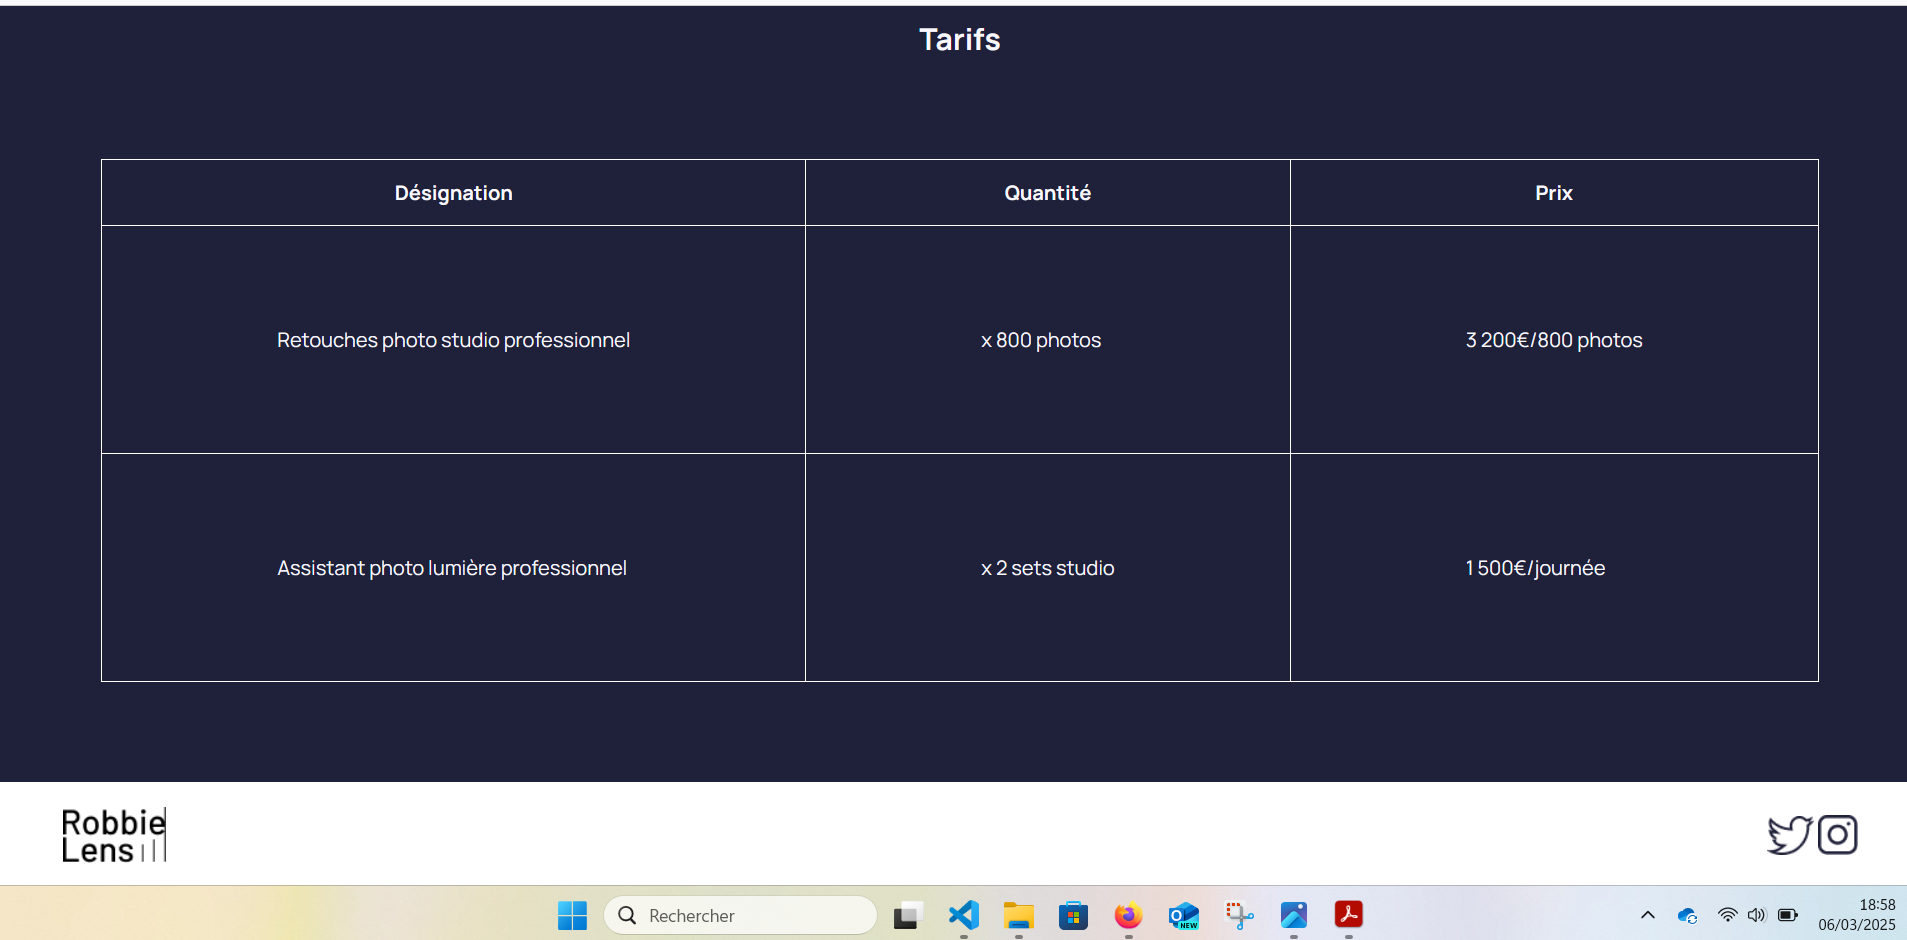 Tarifs
Désignation Quantité Prix
Retouches photo studio professionnel x 800 photos 3 200€/800 photos
Assistant photo lumière professionnel x 2 sets studio 1 500€/journée
Robbie
Lens
Rechercher
NEW
18:58
06/03/2025